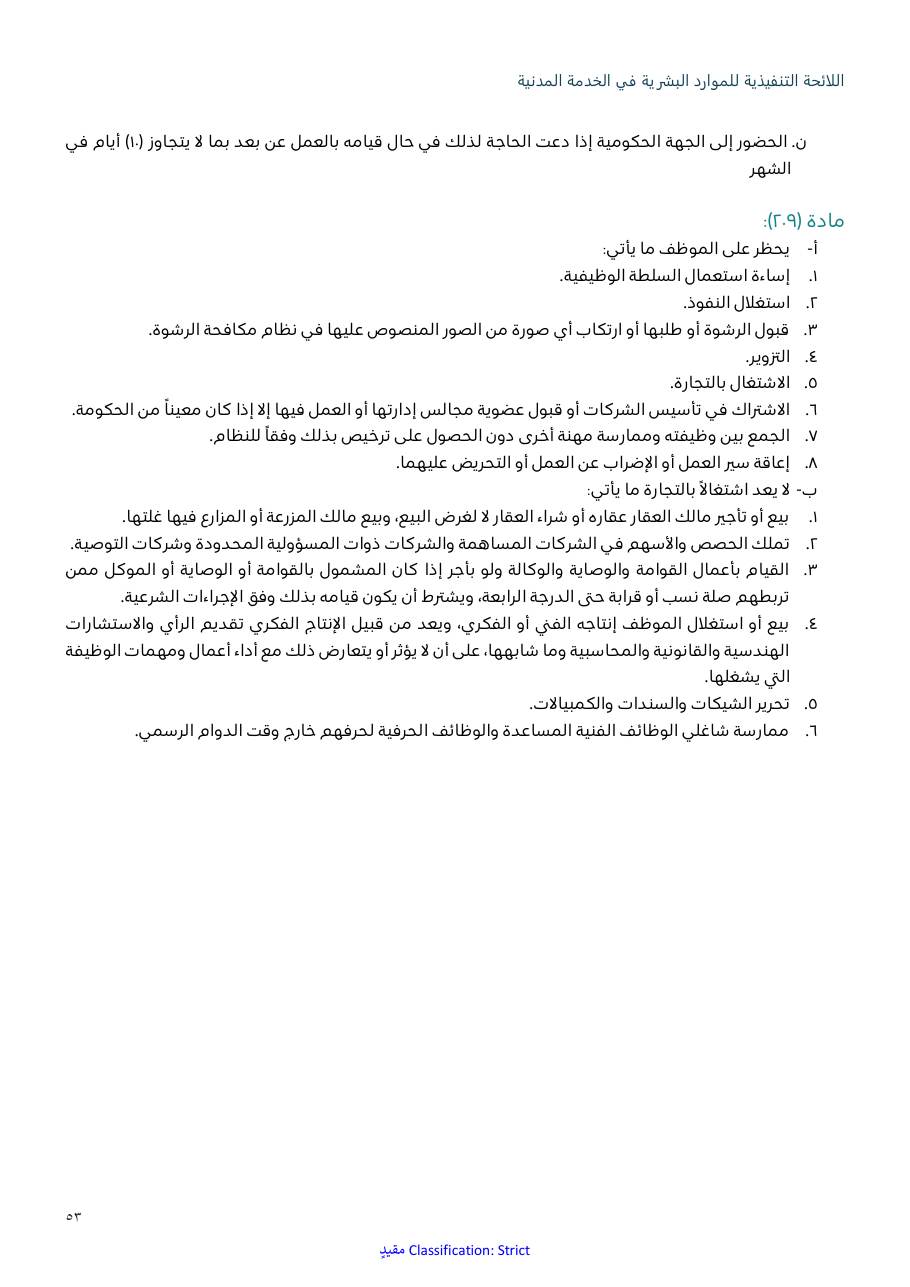 اللائحة التنفيذية للموارد البشرية في الخدمة المدنية
ن. الحضور إلى الجهة الحكومية إذا دعت الحاجة لذلك في حال قيامه بالعمل عن بعد بما لا يتجاوز (١٠) أيام في
الشهر
مادة (٢٠٩):
أ- يحظر على الموظف ما يأتي:
١. إساءة استعمال السلطة الوظيفية.
٢. استغلال النفوذ.
٣. قبول الرشوة أو طلبها أو ارتكاب أي صورة من الصور المنصوص عليها في نظام مكافحة الرشوة.
٤. التزوير.
٥. الاشتغال بالتجارة.
٦. الاشتراك في تأسيس الشركات أو قبول عضوية مجالس إدارتها أو العمل فيها إلا إذا كان معيناً من الحكومة.
٧. الجمع بين وظيفته وممارسة مهنة أخرى دون الحصول على ترخيص بذلك وفقاً للنظام.
٨. إعاقة سير العمل أو الإضراب عن العمل أو التحريض عليهما.
ب- لا يعد اشتغالاً بالتجارة ما يأتي:
١. بيع أو تأجير مالك العقار عقاره أو شراء العقار لا لغرض البيع، وبيع مالك المزرعة أو المزارع فيها غلتها.
٢. تملك الحصص والأسهم في الشركات المساهمة والشركات ذوات المسؤولية المحدودة وشركات التوصية.
٣. القيام بأعمال القوامة والوصاية والوكالة ولو بأجر إذا كان المشمول بالقوامة أو الوصاية أو الموكل ممن
تربطهم صلة نسب أو قرابة حتى الدرجة الرابعة، ويشترط أن يكون قيامه بذلك وفق الإجراءات الشرعية.
٤. بيع أو استغلال الموظف إنتاجه الفني أو الفكري، ويعد من قبيل الإنتاج الفكري تقديم الرأي والاستشارات
الهندسية والقانونية والمحاسبية وما شابهها، على أن لا يؤثر أو يتعارض ذلك مع أداء أعمال ومهمات الوظيفة
التي يشغلها.
٥. تحرير الشيكات والسندات والكمبيالات.
٦. ممارسة شاغلي الوظائف الفنية المساعدة والوظائف الحرفية لحرفهم خارج وقت الدوام الرسمي.
٥٣
مقيدٍ Classification: Strict